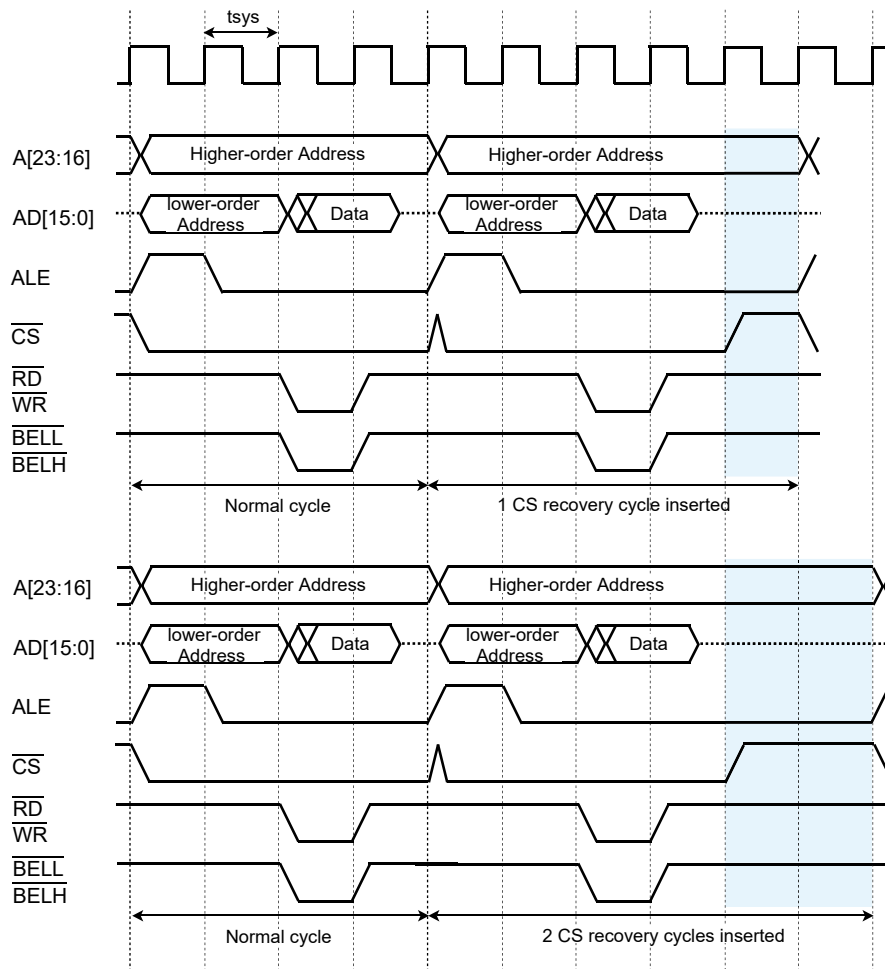 tsys
A[23:16]
Higher-order Address
Higher-order Address
AD[15:0]
lower-order
Address
Data
lower-order
Address
Data
ALE
CS
RD
WR
BELL
BELH
Normal cycle
1 CS recovery cycle inserted
A[23:16]
Higher-order Address
Higher-order Address
AD[15:0]
lower-order
Address
Data
lower-order
Address
Data
ALE
CS
RD
WR
BELL
BELH
Normal cycle
2 CS recovery cycles inserted